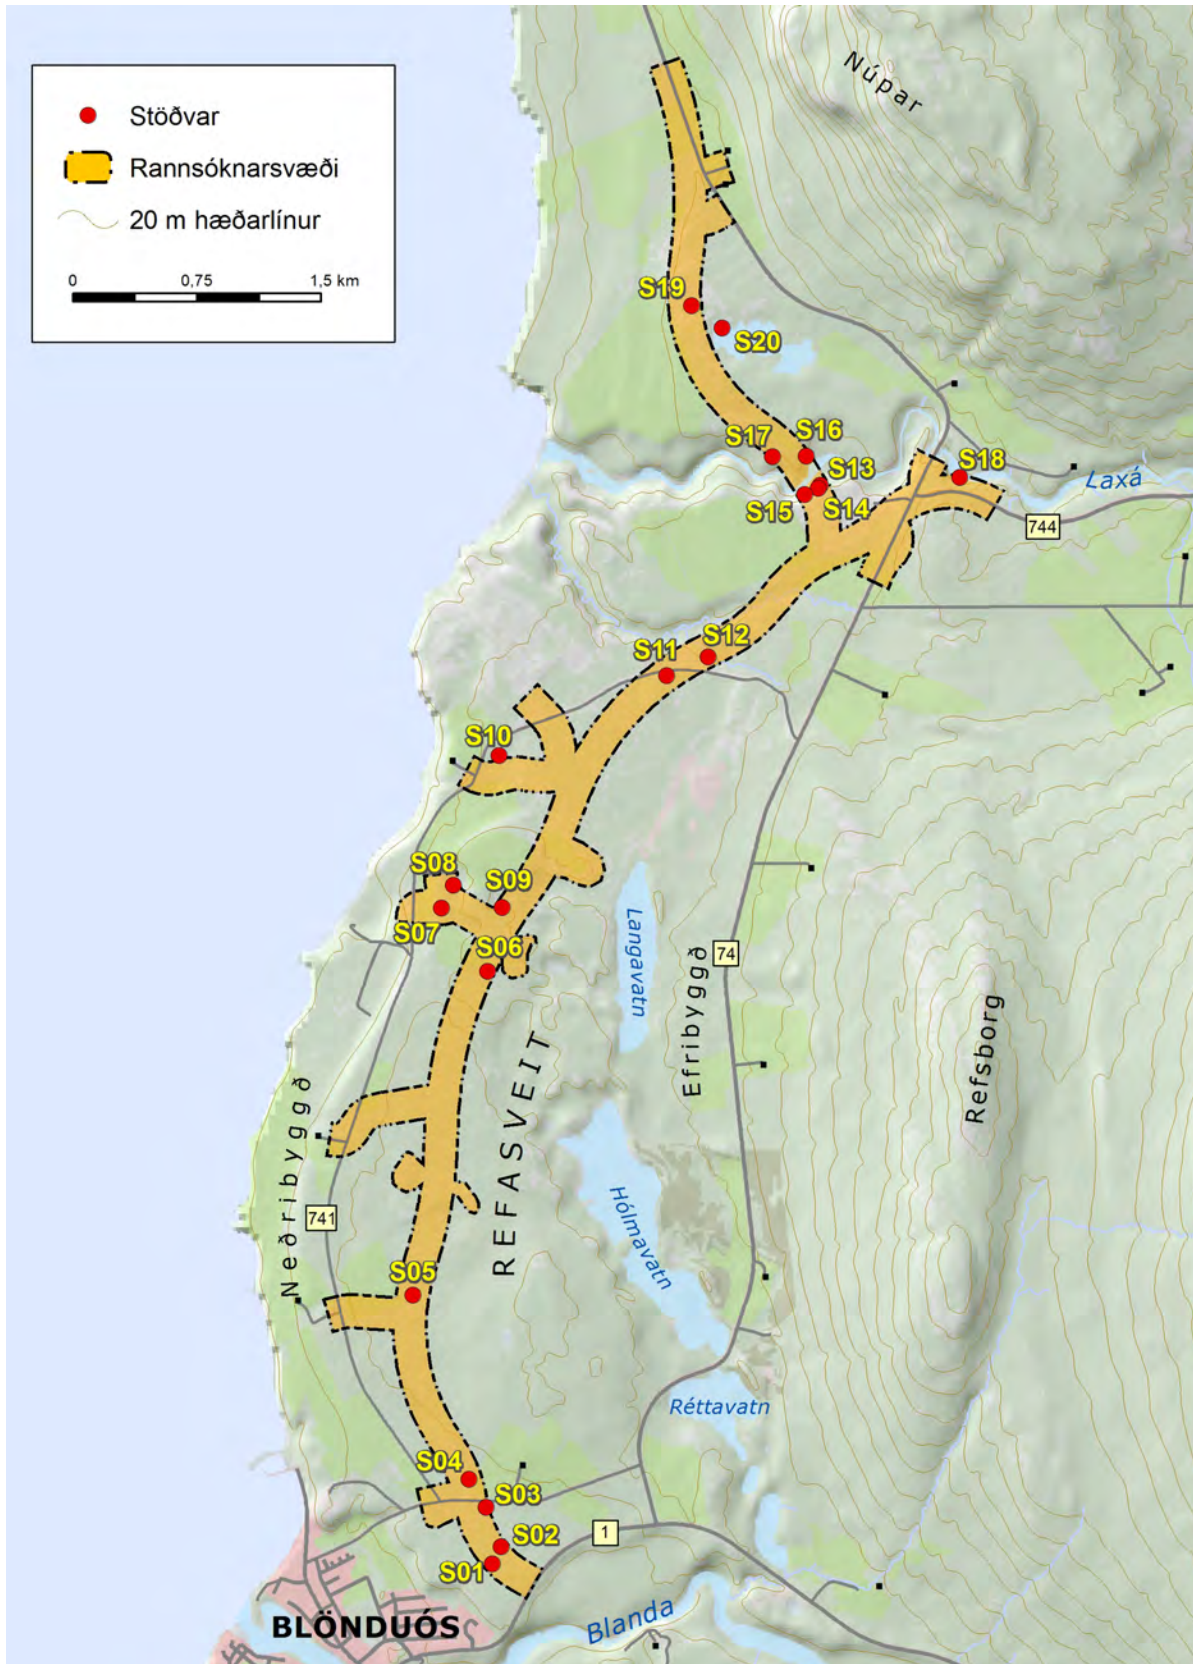 Stöðvar
Rannsóknarsvæði
20 m hæðarlínur
0 0,75 1,5 km
Núpar
S19
S20
S17 S16
S13
S18
S15 S14
Laxá
744
S12
S11
S10
S08
S09
S07
S06
Langavatn
Efribyggð
74
Refsborg
REFASVEIT
Neðribyggð
Hólmavatn
741
S05
Réttavatn
S04
S03
S02
1
S01
BLÖNDUÓS
Blanda